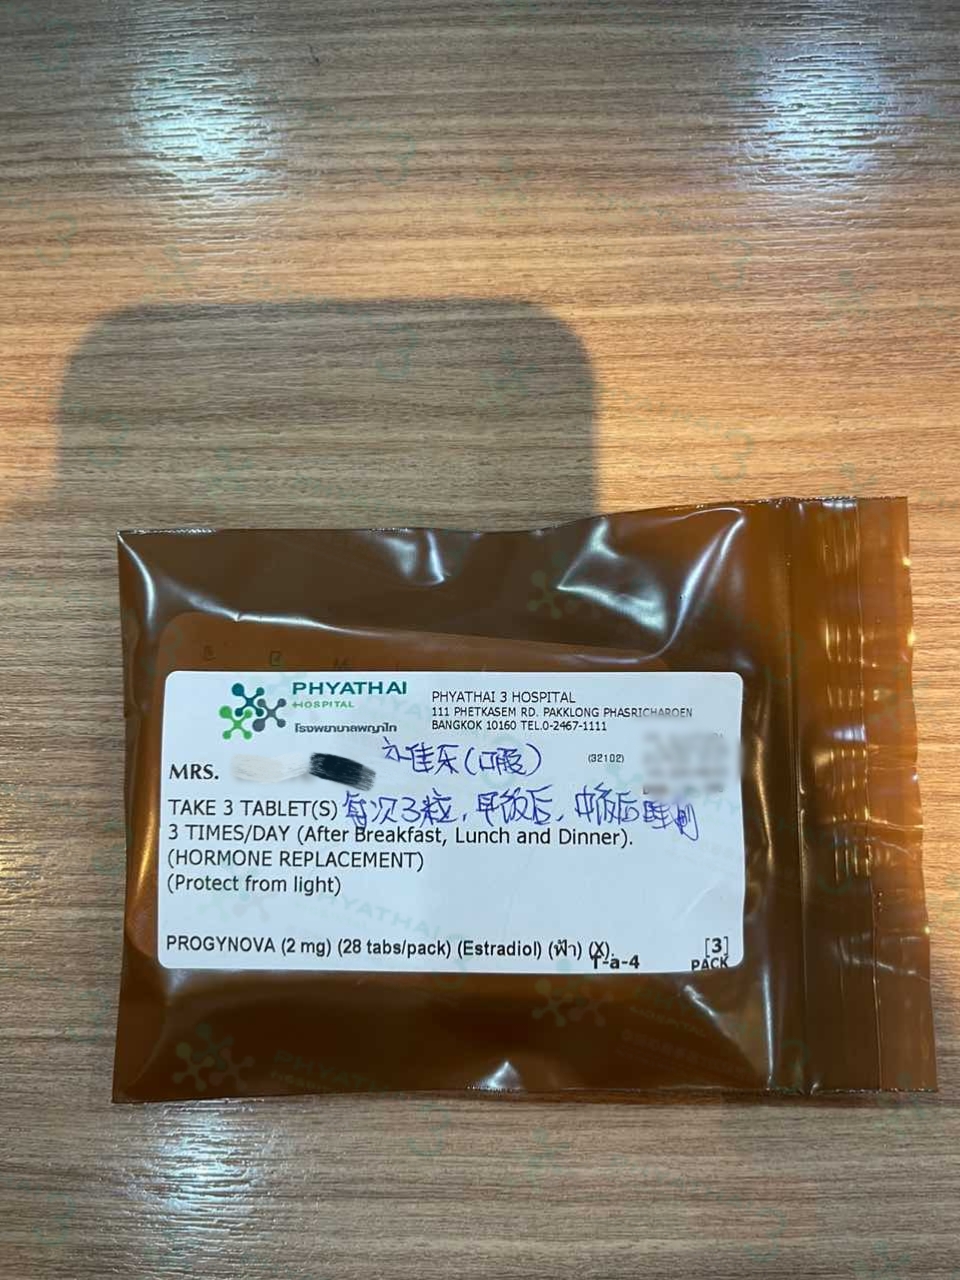 PHYATHAI
HOSPITAL
โรงพยาบาลพญาไท
PHYATHAI 3 HOSPITAL
111 PHETKASEM RD. PAKKLONG PHASRICHAROEN
BANGKOK 10160 TEL.0-2467-1111
补佳乐(口服)
(32102)
MRS.
TAKE 3 TABLET(S) 每次3粒,早饭后,中饭后
3 TIMES/DAY (After Breakfast, Lunch and Dinner).
(HORMONE REPLACEMENT)
(Protect from light)
PROGYNOVA (2 mg) (28 tabs/pack) (Estradiol) (ฟ้า) (X).
1-a-4
[3]
PACK